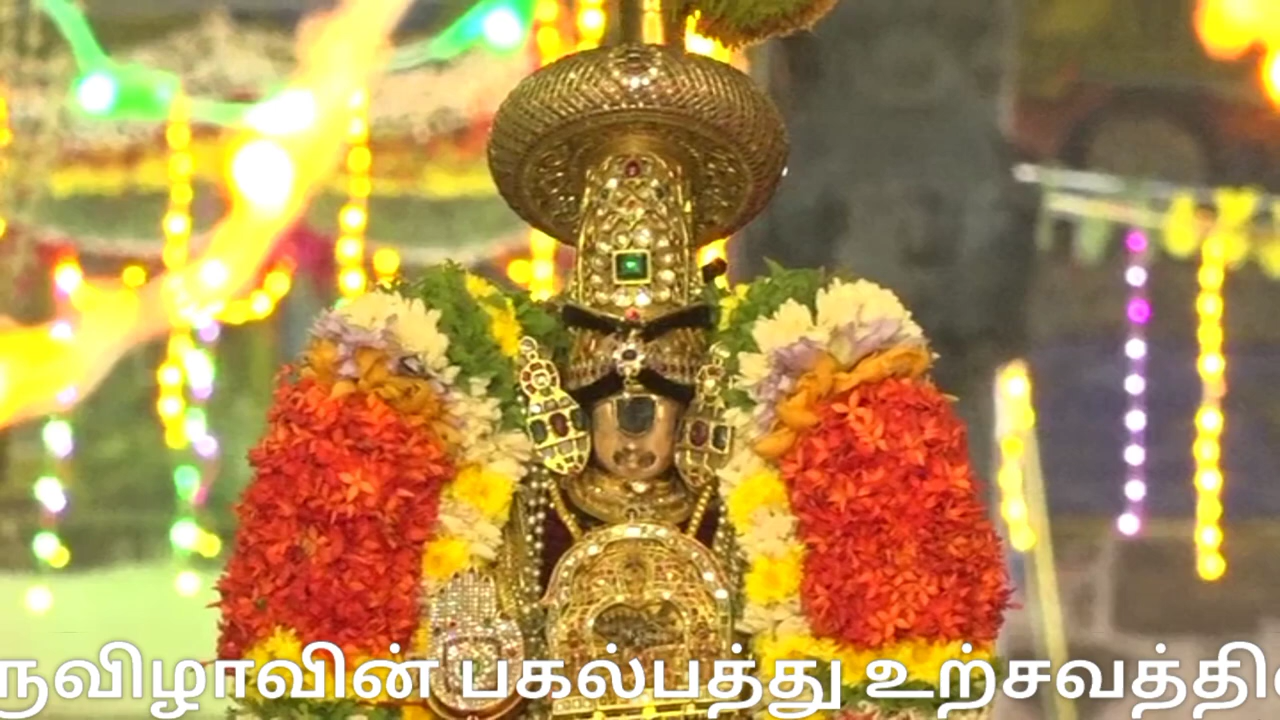 ருவிழாவின் பகல்பத்து உற்சவத்தி